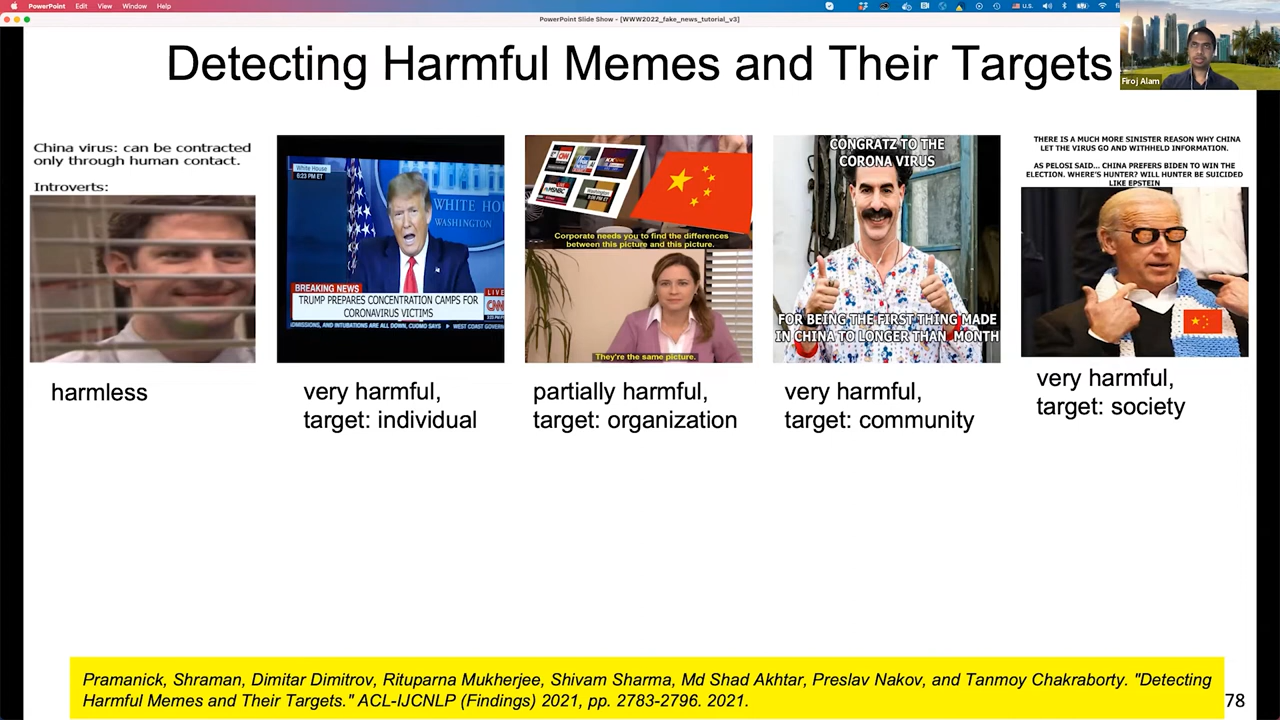 PowerPoint Edit View Window Help
U.S.
PowerPoint Slide Show - [WWW2022_fake_news_tutorial_v3]
Detecting Harmful Memes and Their Targets
Firoj Alam
China virus: can be contracted
only through human contact.
Introverts:
harmless
White House
6:23 PM ET
WHITE HOU
WASHINGTON
BREAKING NEWS
LIVE
TRUMP PREPARES CONCENTRATION CAMPS FOR
CORONAVIRUS VICTIMS
CNN
ADMISSIONS, AND INTUBATIONS ARE ALL DOWN, CUOMO SAYS
WEST COAST GOVER
very harmful,
target: individual
CNN
MSNBC
Corporate needs you to find the differences
between this picture and this picture.
They're the same picture.
partially harmful,
target: organization
CONGRATZ TO THE
CORONA VIRUS
FOR BEING THE FIRST THING MADE
IN CHINA TO LONGER THAN MONTH
very harmful,
target: community
THERE IS A MUCH MORE SINISTER REASON WHY CHINA
LET THE VIRUS GO AND WITHHELD INFORMATION.
AS PELOSI SAID... CHINA PREFERS BIDEN TO WIN THE
ELECTION. WHERE'S HUNTER? WILL HUNTER BE SUICIDED
LIKE EPSTEIN
very harmful,
target: society
Pramanick, Shraman, Dimitar Dimitrov, Rituparna Mukherjee, Shivam Sharma, Md Shad Akhtar, Preslav Nakov, and Tanmoy Chakraborty. "Detecting
Harmful Memes and Their Targets." ACL-IJCNLP (Findings) 2021, pp. 2783-2796. 2021.
78